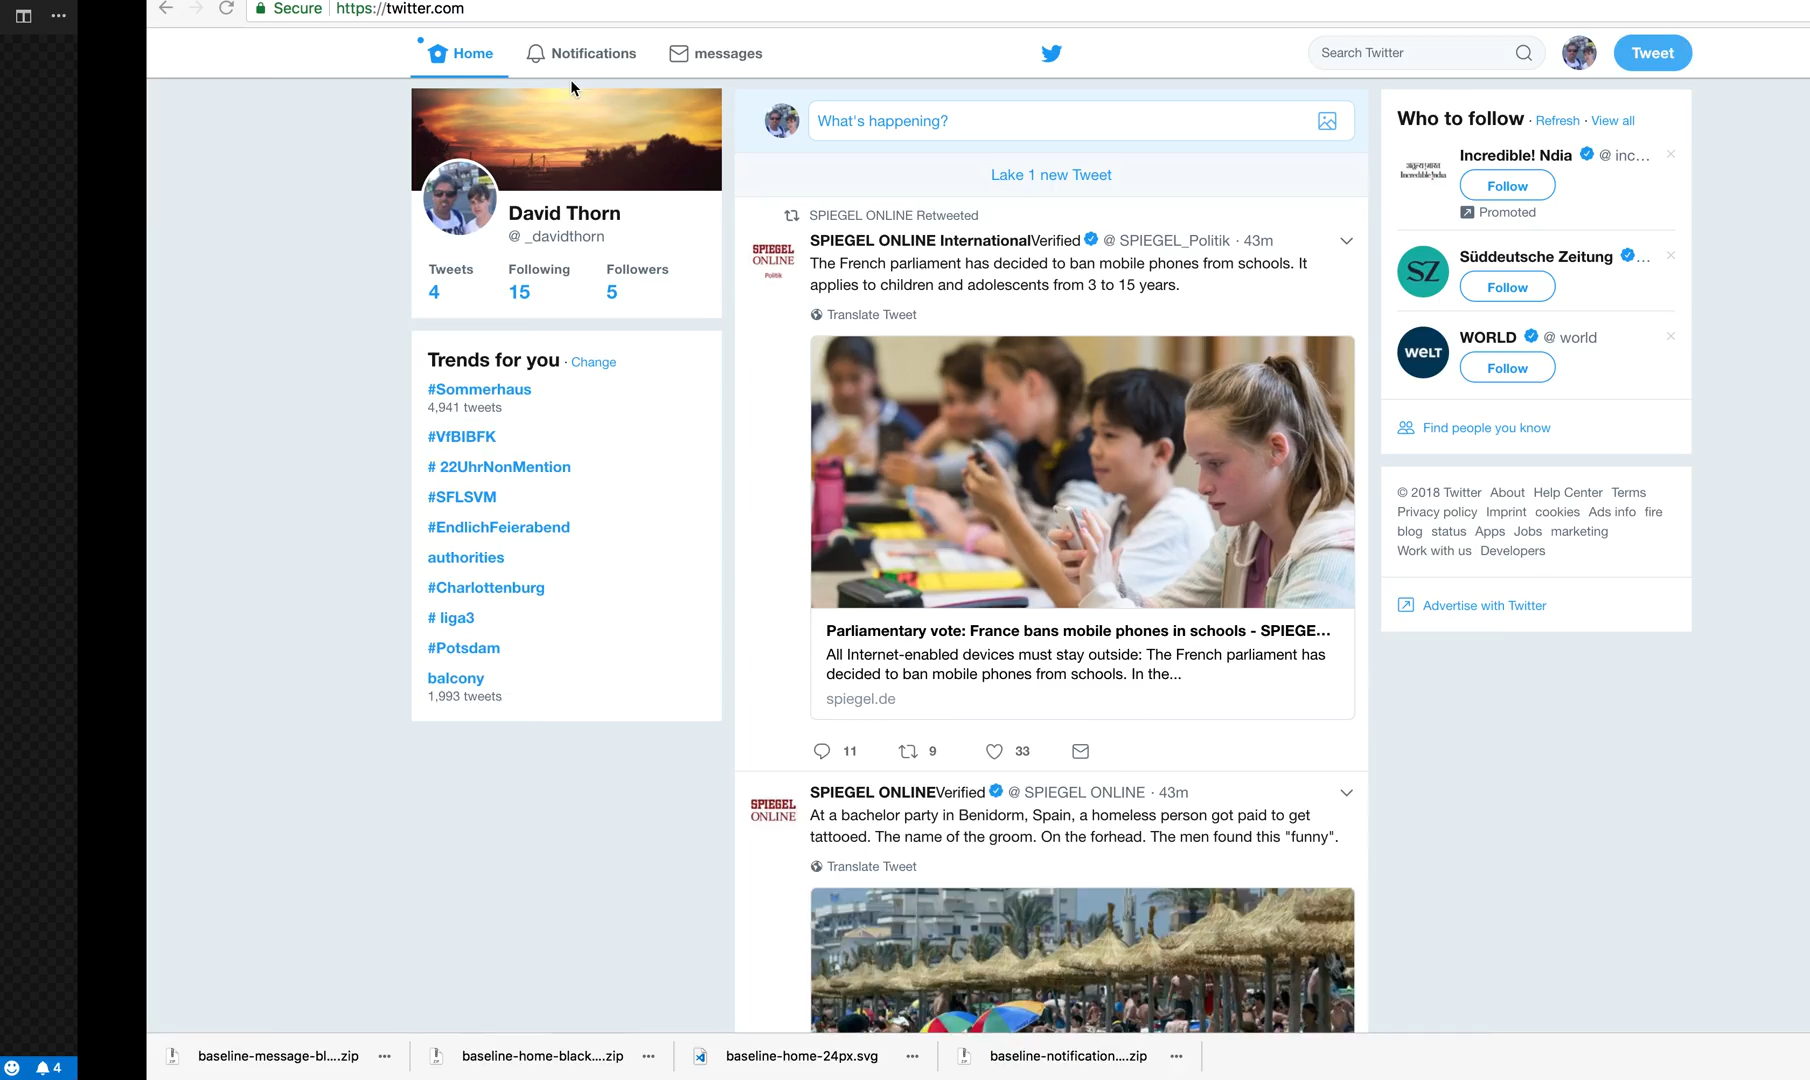 Secure https://twitter.com
Home Notifications messages
Search Twitter
Tweet
David Thorn
@ _davidthorn
Tweets Following Followers
4 15 5
Trends for you · Change
#Sommerhaus
4,941 tweets
#VfBIBFK
# 22UhrNonMention
#SFLSVM
#EndlichFeierabend
authorities
#Charlottenburg
# liga3
#Potsdam
balcony
1,993 tweets
What's happening?
Lake 1 new Tweet
SPIEGEL ONLINE Retweeted
SPIEGEL
ONLINE
Politik
SPIEGEL ONLINE InternationalVerified @ SPIEGEL_Politik · 43m
The French parliament has decided to ban mobile phones from schools. It
applies to children and adolescents from 3 to 15 years.
Translate Tweet
Parliamentary vote: France bans mobile phones in schools - SPIEGE...
All Internet-enabled devices must stay outside: The French parliament has
decided to ban mobile phones from schools. In the...
spiegel.de
11 9 33
SPIEGEL
ONLINE
SPIEGEL ONLINEVerified @ SPIEGEL ONLINE · 43m
At a bachelor party in Benidorm, Spain, a homeless person got paid to get
tattooed. The name of the groom. On the forhead. The men found this "funny".
Translate Tweet
Who to follow · Refresh · View all
Incredible! Ndia @ inc...
Incredible India
Follow
Promoted
SZ
Süddeutsche Zeitung ...
Follow
WELT
WORLD @ world
Follow
Find people you know
© 2018 Twitter About Help Center Terms
Privacy policy Imprint cookies Ads info fire
blog status Apps Jobs marketing
Work with us Developers
Advertise with Twitter
baseline-message-bl....zip
baseline-home-black....zip
baseline-home-24px.svg
baseline-notification....zip
4